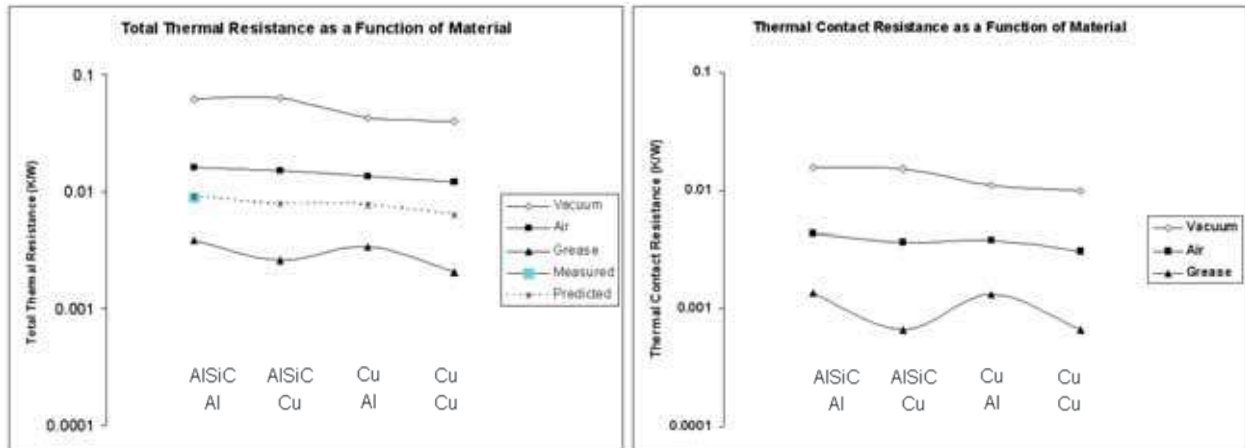 Total Thermal Resistance as a Function of Material
0.1
0.01
0.001
0.0001
Total Thermal Resistance (K/W)
Vacuum
Air
Grease
Measured
Predicted
AlSiC AlSiC Cu Cu
Al Cu Al Cu
Thermal Contact Resistance as a Function of Material
0.1
0.01
0.001
0.0001
Thermal Contact Resistance (K/W)
Vacuum
Air
Grease
AlSiC AlSiC Cu Cu
Al Cu Al Cu